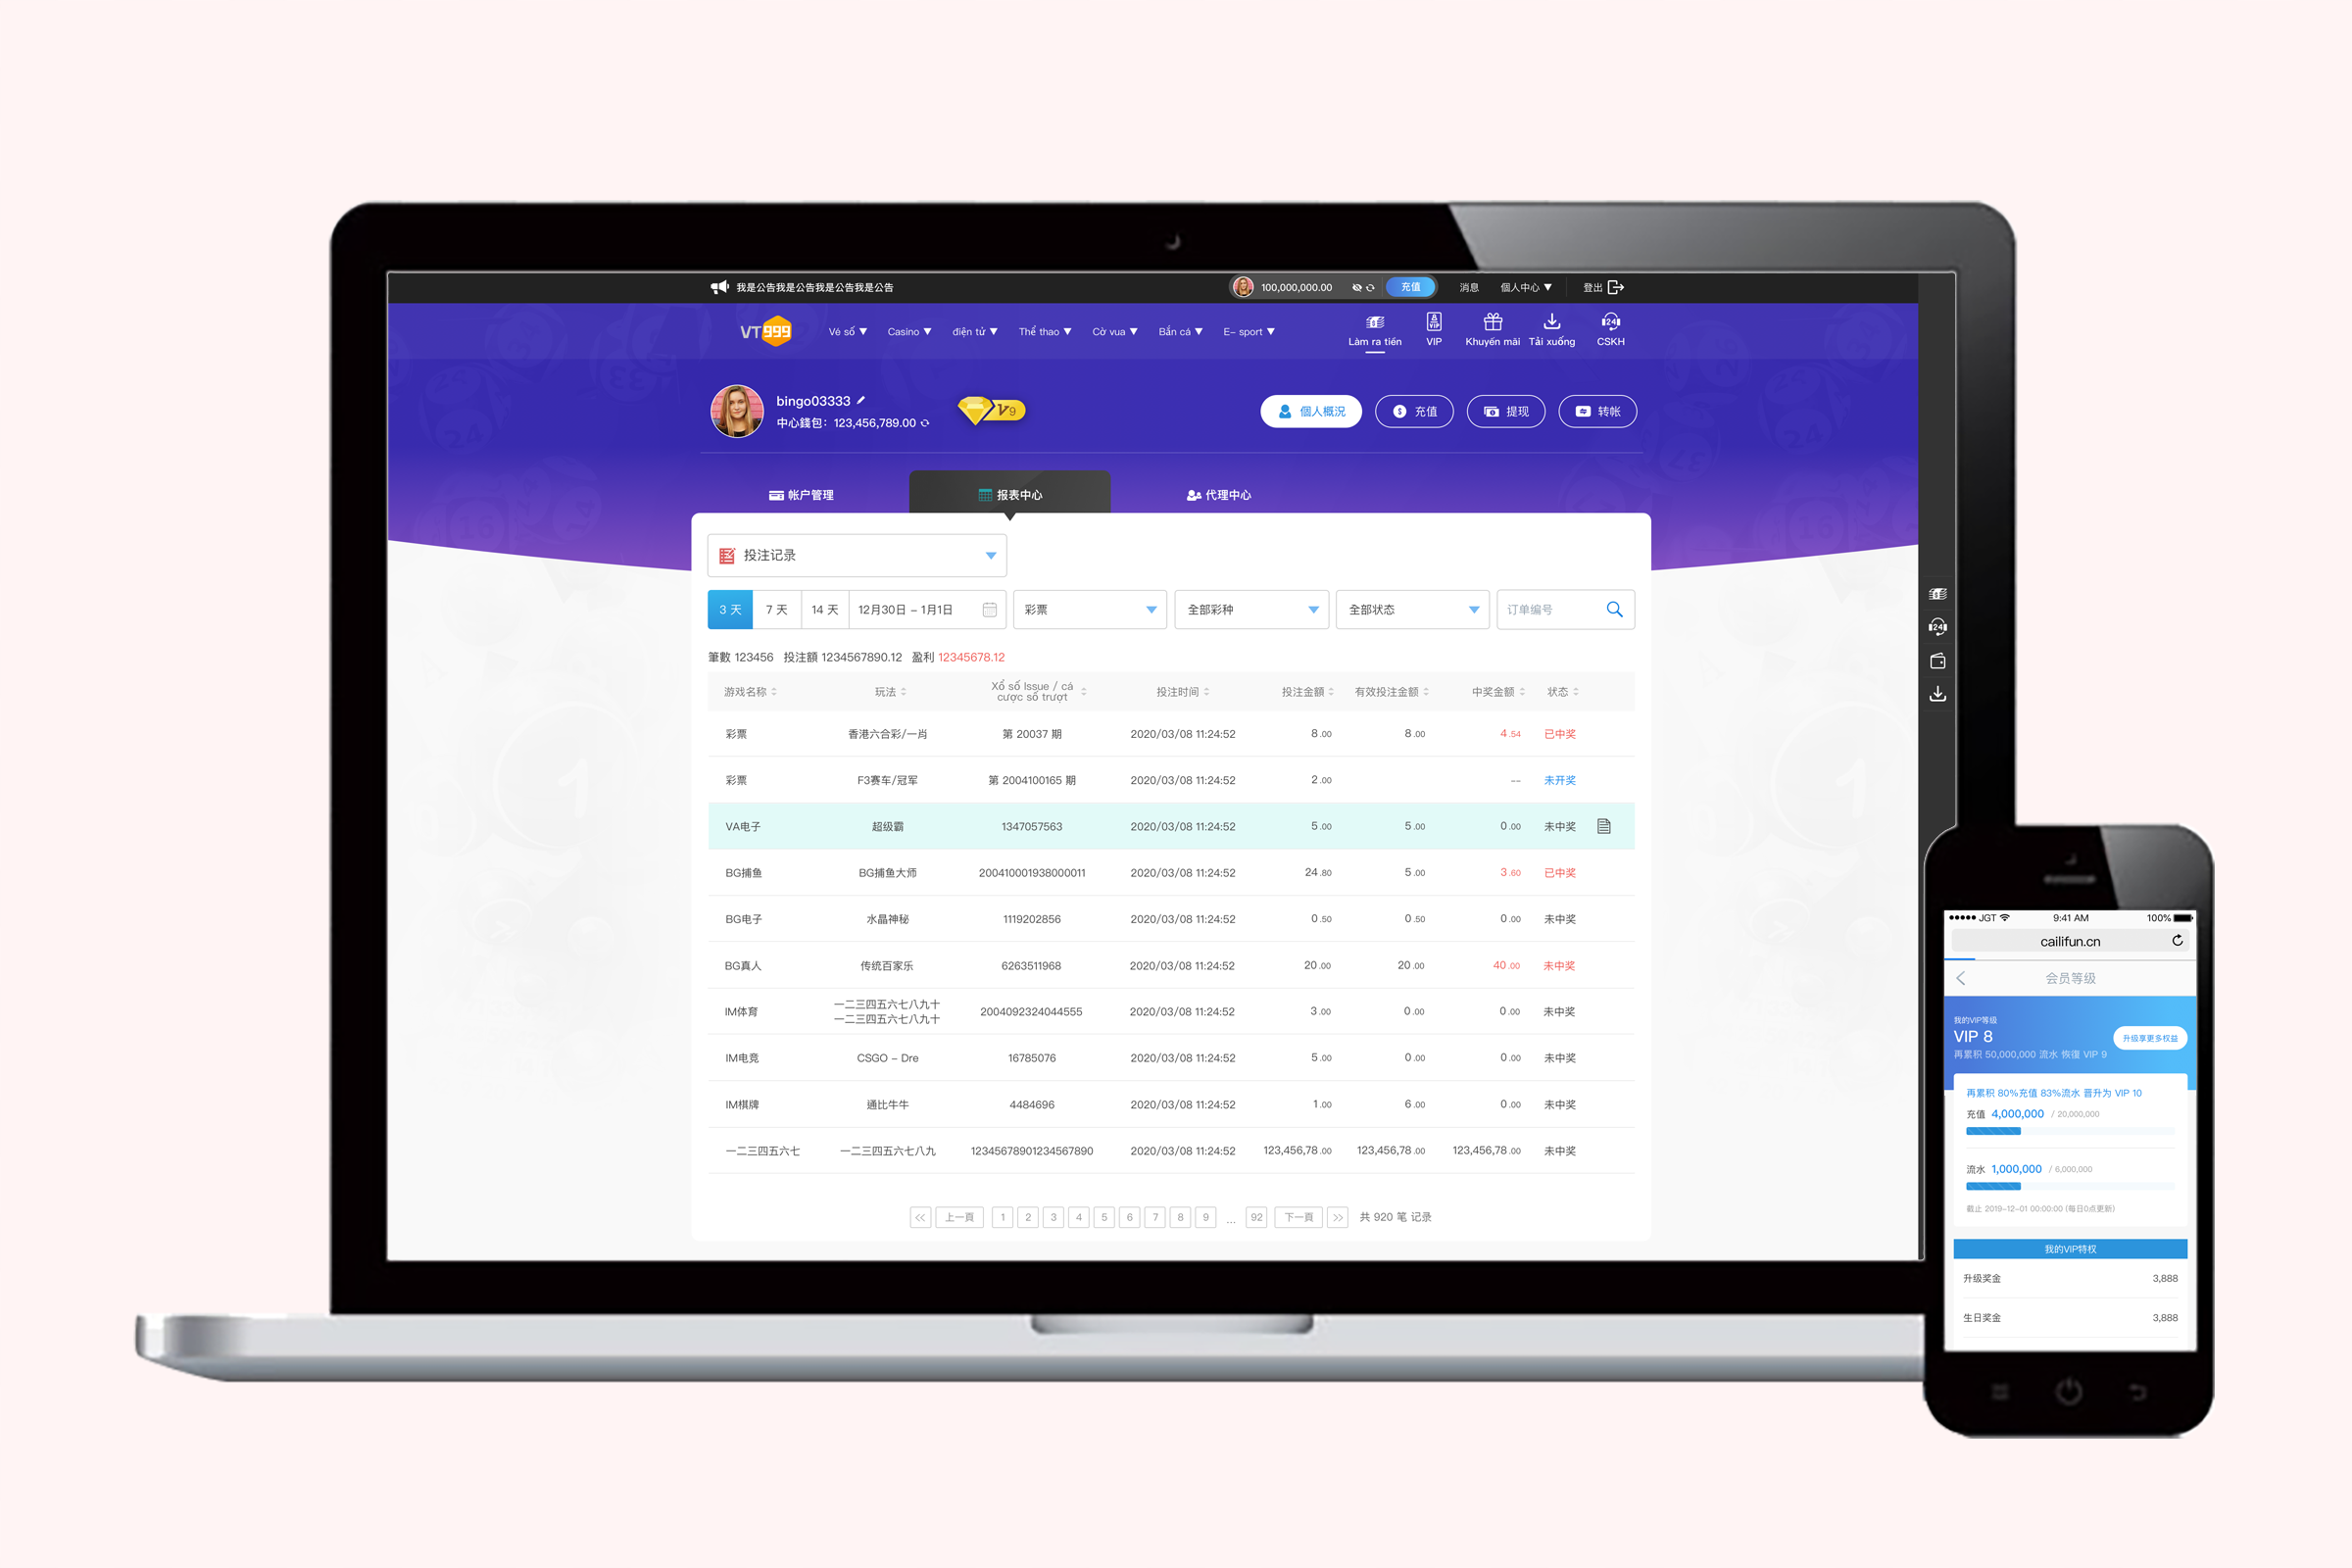 我是公告我是公告我是公告我是公告 100,000,000.00 充值 消息 個人中心 ▼ 登出
VT999 Vé số ▼ Casino ▼ điện tử ▼ Thể thao ▼ Cờ vua ▼ Bắn cá ▼ E- sport ▼ Làm ra tiền VIP Khuyến mãi Tải xuống CSKH
bingo03333
中心錢包: 123,456,789.00
V9
個人概況 充值 提现 转帐
帐户管理 报表中心 代理中心
投注记录
3 天 7 天 14 天 12月30日 - 1月1日 彩票 全部彩种 全部状态 订单编号
筆數 123456 投注額 1234567890.12 盈利 12345678.12
游戏名称 玩法 Xổ số Issue / cá cược số trượt 投注时间 投注金額 有效投注金額 中奖金額 状态
彩票 香港六合彩/一肖 第 20037 期 2020/03/08 11:24:52 8.00 8.00 4.54 已中奖
彩票 F3赛车/冠军 第 2004100165 期 2020/03/08 11:24:52 2.00 -- 未开奖
VA电子 超级霸 1347057563 2020/03/08 11:24:52 5.00 5.00 0.00 未中奖
BG捕鱼 BG捕鱼大师 200410001938000011 2020/03/08 11:24:52 24.80 5.00 3.60 已中奖
BG电子 水晶神秘 1119202856 2020/03/08 11:24:52 0.50 0.50 0.00 未中奖
BG真人 传统百家乐 6263511968 2020/03/08 11:24:52 20.00 20.00 40.00 未中奖
IM体育 一二三四五六七八九十 一二三四五六七八九十 2004092324044555 2020/03/08 11:24:52 3.00 0.00 0.00 未中奖
IM电竞 CSGO - Dre 16785076 2020/03/08 11:24:52 5.00 0.00 0.00 未中奖
IM棋牌 通比牛牛 4484696 2020/03/08 11:24:52 1.00 6.00 0.00 未中奖
一二三四五六七 一二三四五六七八九 12345678901234567890 2020/03/08 11:24:52 123,456,78.00 123,456,78.00 123,456,78.00 未中奖
<< 上一頁 1 2 3 4 5 6 7 8 9 ... 92 下一頁 >> 共 920 笔 记录
JGT 9:41 AM 100%
cailifun.cn
会员等级
我的VIP等级
VIP 8
升级享更多权益
再累积 50,000,000 流水 恢復 VIP 9
再累积 80%充值 83%流水 晋升为 VIP 10
充值 4,000,000 / 20,000,000
流水 1,000,000 / 6,000,000
截止 2019-12-01 00:00:00 (每日0点更新)
我的VIP特权
升级奖金 3,888
生日奖金 3,888